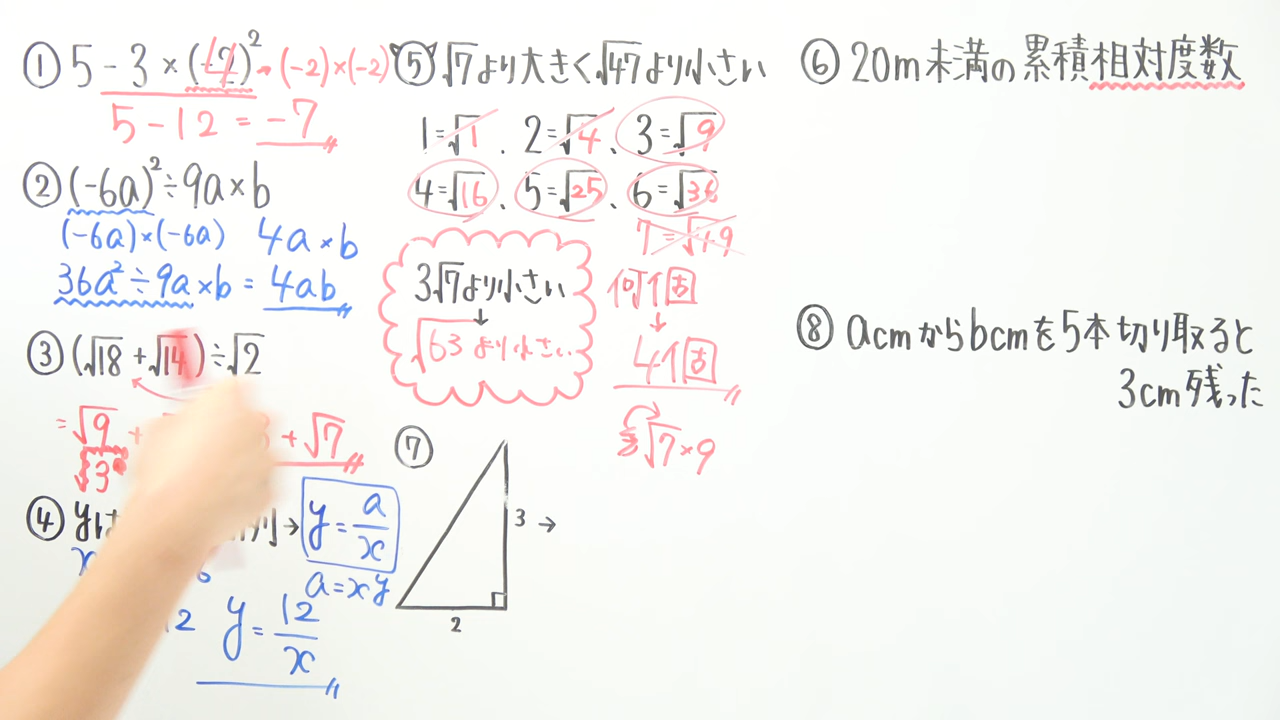 ① 5 - 3 × (-2)² → (-2)×(-2)
4
5 - 12 = -7
② (-6a)² ÷ 9a × b
(-6a)×(-6a) 4a×b
36a² ÷ 9a × b = 4ab
③ (√18 + √14) ÷ √2
= √9 + + √7
√3
④ yは → y = a/x
x
a = xy
2 y = 12/x
⑤ √7より大きく√47より小さい
1=√1、2=√4、3=√9
4=√16、5=√25、6=√36
7=√49
3√7より小さい
↓
√63より小さい
何個
↓
4個
3√7×9
⑦
3 →
2
⑥ 20m未満の累積相対度数
⑧ acmからbcmを5本切り取ると
3cm残った